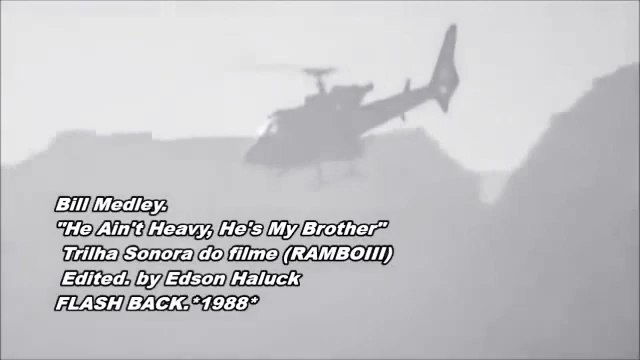 Bill Medley.
"He Ain't Heavy, He's My Brother"
Trilha Sonora do filme (RAMBOIII)
Edited. by Edson Haluck
FLASH BACK.*1988*